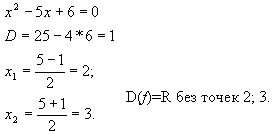 x² − 5x + 6 = 0
D = 25 − 4*6 = 1
x₁ = (5 − 1)/2 = 2;
x₂ = (5 + 1)/2 = 3.
D(f)=R без точек 2; 3.